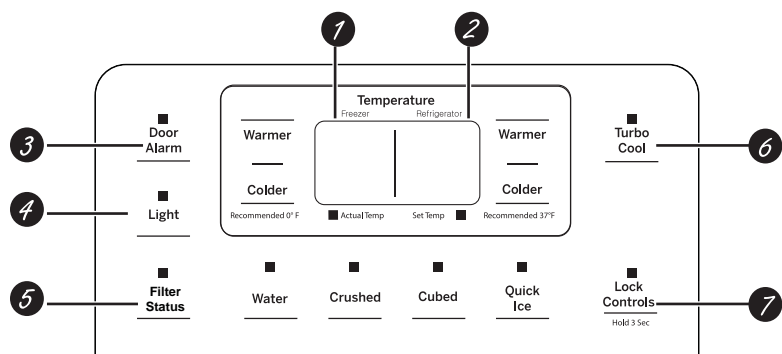 1
2
Temperature
Freezer
Refrigerator
3
Door
Alarm
Warmer
Warmer
Turbo
Cool
6
4
Light
Colder
Colder
Recommended 0° F
Actual Temp
Set Temp
Recommended 37°F
5
Filter
Status
Water
Crushed
Cubed
Quick
Ice
Lock
Controls
Hold 3 Sec
7